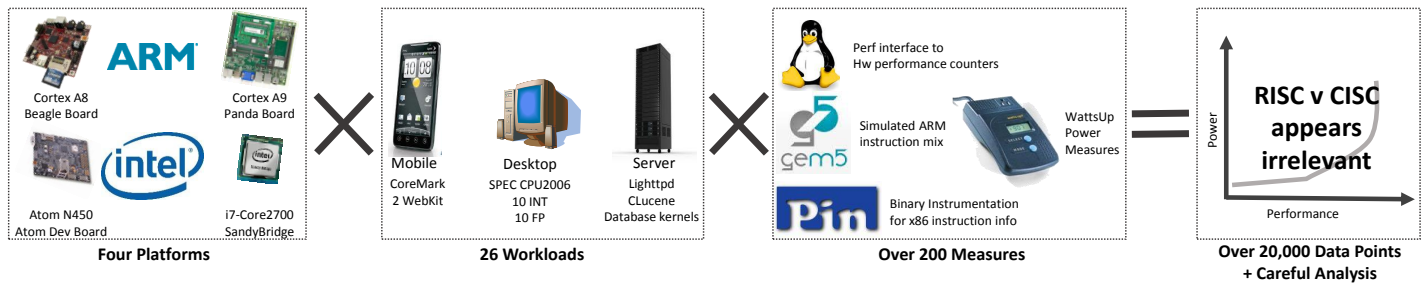 ARM
Cortex A8
Beagle Board
Cortex A9
Panda Board
intel
intel
Atom N450
Atom Dev Board
i7-Core2700
SandyBridge
Four Platforms
Mobile
CoreMark
2 WebKit
Desktop
SPEC CPU2006
10 INT
10 FP
Server
Lighttpd
CLucene
Database kernels
26 Workloads
Perf interface to
Hw performance counters
gem5
Simulated ARM
instruction mix
WattsUp
Power
Measures
Pin
Binary Instrumentation
for x86 instruction info
Over 200 Measures
Power
RISC v CISC
appears
irrelevant
Performance
Over 20,000 Data Points
+ Careful Analysis